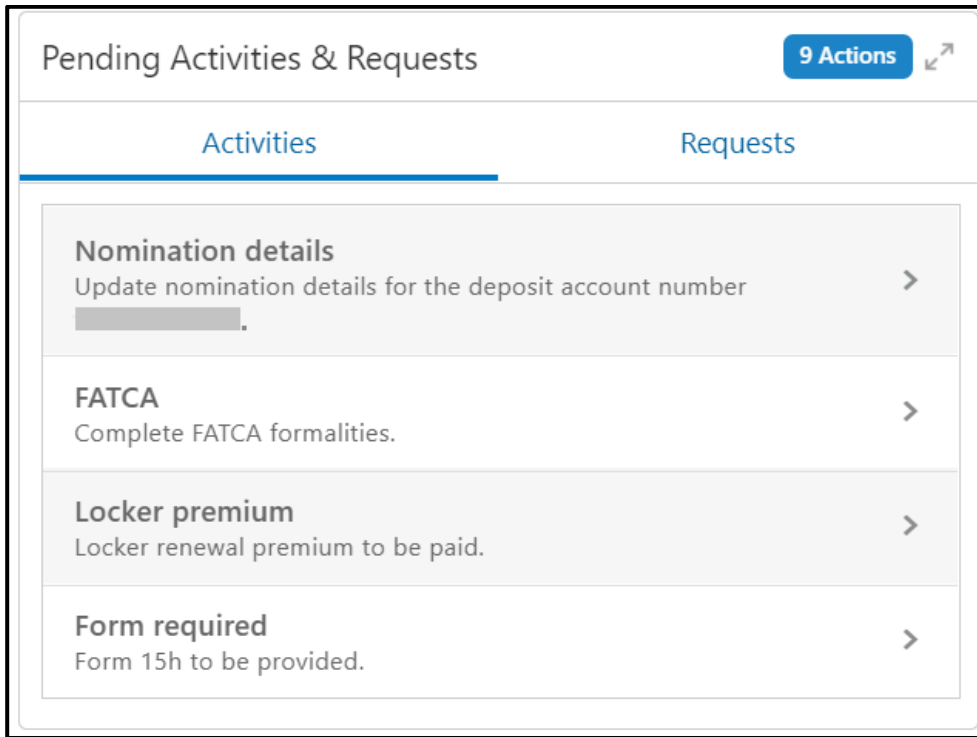 Pending Activities & Requests
9 Actions
Activities
Requests
Nomination details
Update nomination details for the deposit account number
.
FATCA
Complete FATCA formalities.
Locker premium
Locker renewal premium to be paid.
Form required
Form 15h to be provided.